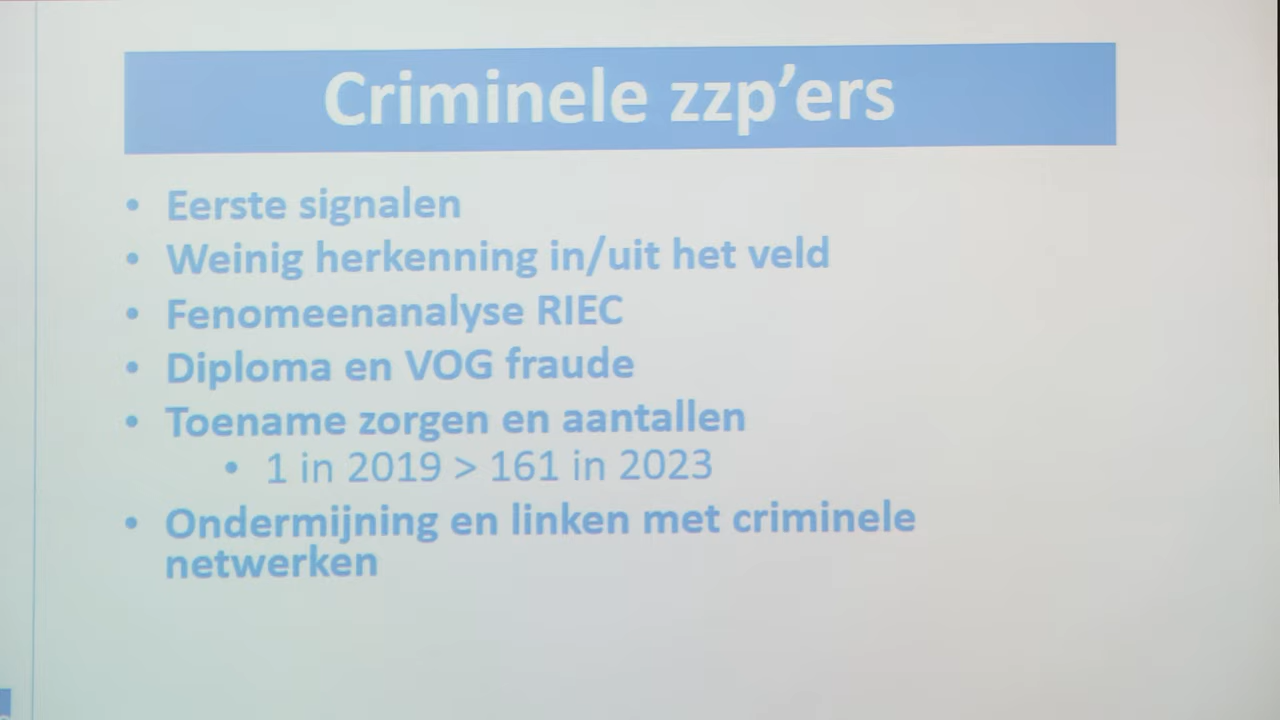 Criminele zzp’ers
• Eerste signalen
• Weinig herkenning in/uit het veld
• Fenomeenanalyse RIEC
• Diploma en VOG fraude
• Toename zorgen en aantallen
• 1 in 2019 > 161 in 2023
• Ondermijning en linken met criminele
netwerken